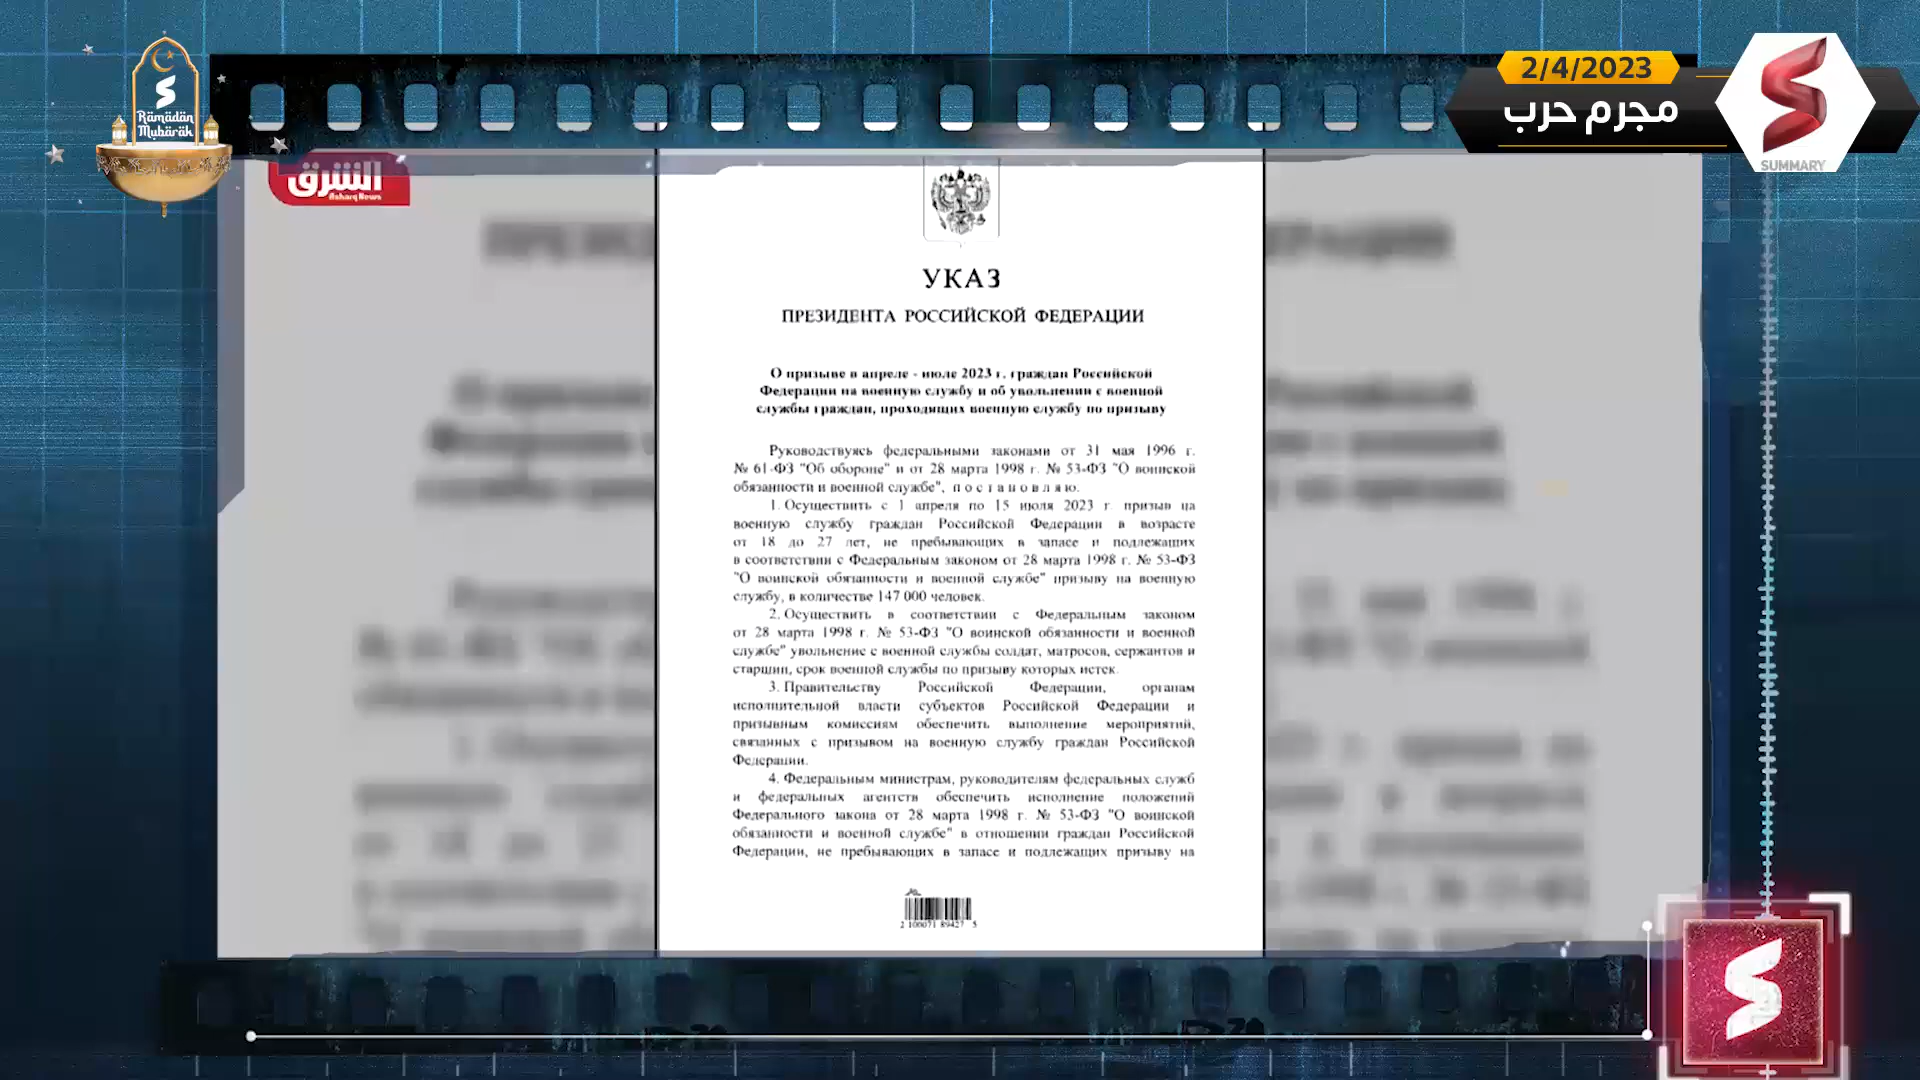 2/4/2023
مجرم حرب
SUMMARY
Ramadan
Mubarak
الشرق
Asharq News
УКАЗ
ПРЕЗИДЕНТА РОССИЙСКОЙ ФЕДЕРАЦИИ
О призыве в апреле - июле 2023 г. граждан Российской
Федерации на военную службу и об увольнении с военной
службы граждан, проходящих военную службу по призыву
Руководствуясь федеральными законами от 31 мая 1996 г.
№ 61-ФЗ "Об обороне" и от 28 марта 1998 г. № 53-ФЗ "О воинской
обязанности и военной службе", п о с т а н о в л я ю:
1. Осуществить с 1 апреля по 15 июля 2023 г. призыв на
военную службу граждан Российской Федерации в возрасте
от 18 до 27 лет, не пребывающих в запасе и подлежащих
в соответствии с Федеральным законом от 28 марта 1998 г. № 53-ФЗ
"О воинской обязанности и военной службе" призыву на военную
службу, в количестве 147 000 человек.
2. Осуществить в соответствии с Федеральным законом
от 28 марта 1998 г. № 53-ФЗ "О воинской обязанности и военной
службе" увольнение с военной службы солдат, матросов, сержантов и
старшин, срок военной службы по призыву которых истек.
3. Правительству Российской Федерации, органам
исполнительной власти субъектов Российской Федерации и
призывным комиссиям обеспечить выполнение мероприятий,
связанных с призывом на военную службу граждан Российской
Федерации.
4. Федеральным министрам, руководителям федеральных служб
и федеральных агентств обеспечить исполнение положений
Федерального закона от 28 марта 1998 г. № 53-ФЗ "О воинской
обязанности и военной службе" в отношении граждан Российской
Федерации, не пребывающих в запасе и подлежащих призыву на
2 100071 89427 5